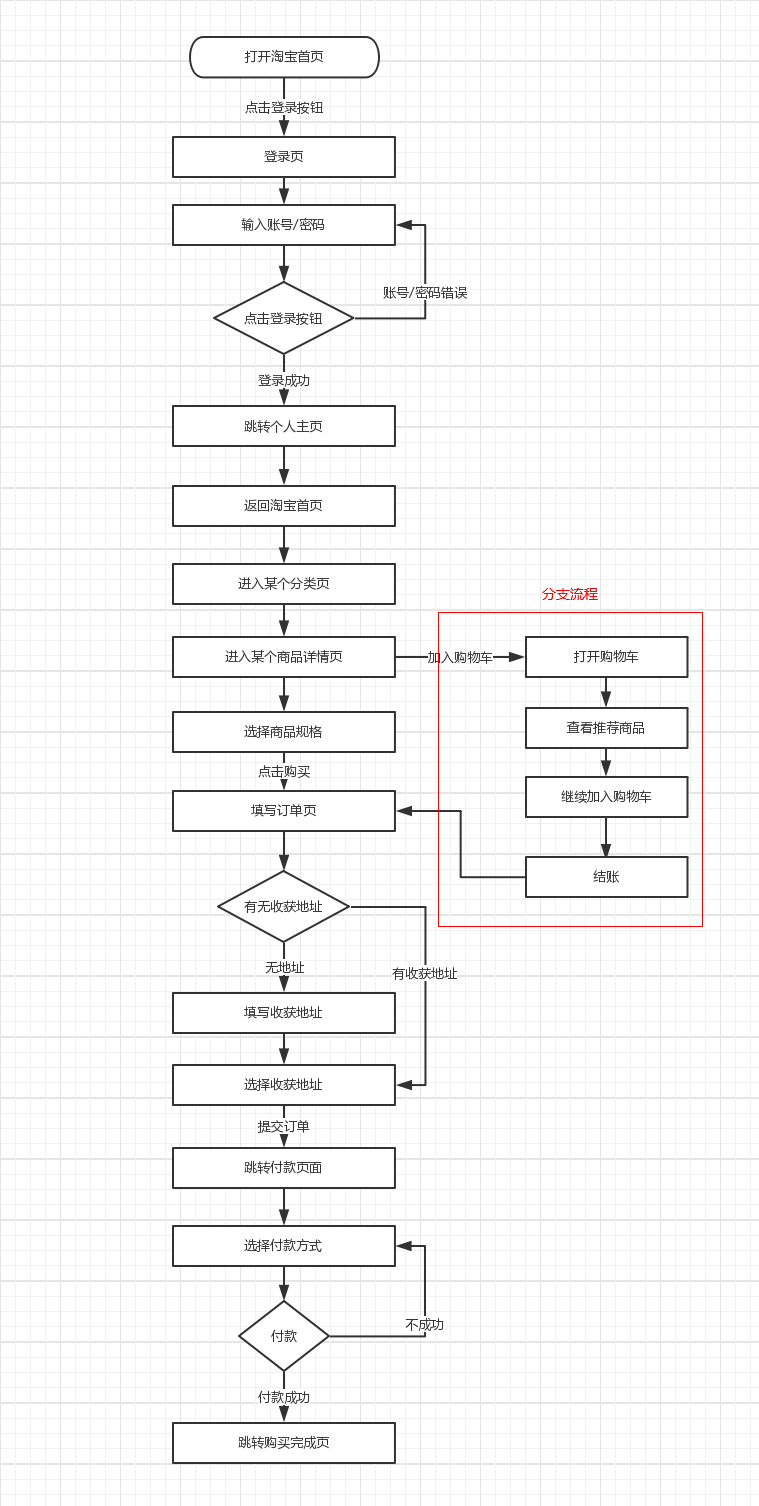 打开淘宝首页
点击登录按钮
登录页
输入账号/密码
账号/密码错误
点击登录按钮
登录成功
跳转个人主页
返回淘宝首页
进入某个分类页
分支流程
进入某个商品详情页
加入购物车
打开购物车
选择商品规格
查看推荐商品
点击购买
继续加入购物车
填写订单页
结账
有无收获地址
无地址
有收获地址
填写收获地址
选择收获地址
提交订单
跳转付款页面
选择付款方式
不成功
付款
付款成功
跳转购买完成页